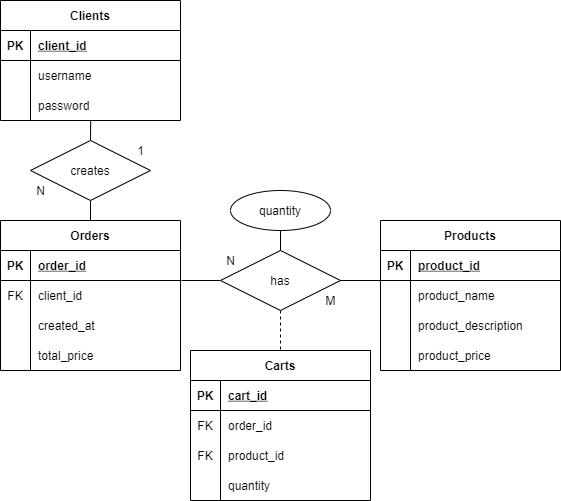 Clients
PK client_id
username
password
1
creates
N
quantity
Orders
PK order_id
FK client_id
created_at
total_price
N
has
M
Products
PK product_id
product_name
product_description
product_price
Carts
PK cart_id
FK order_id
FK product_id
quantity